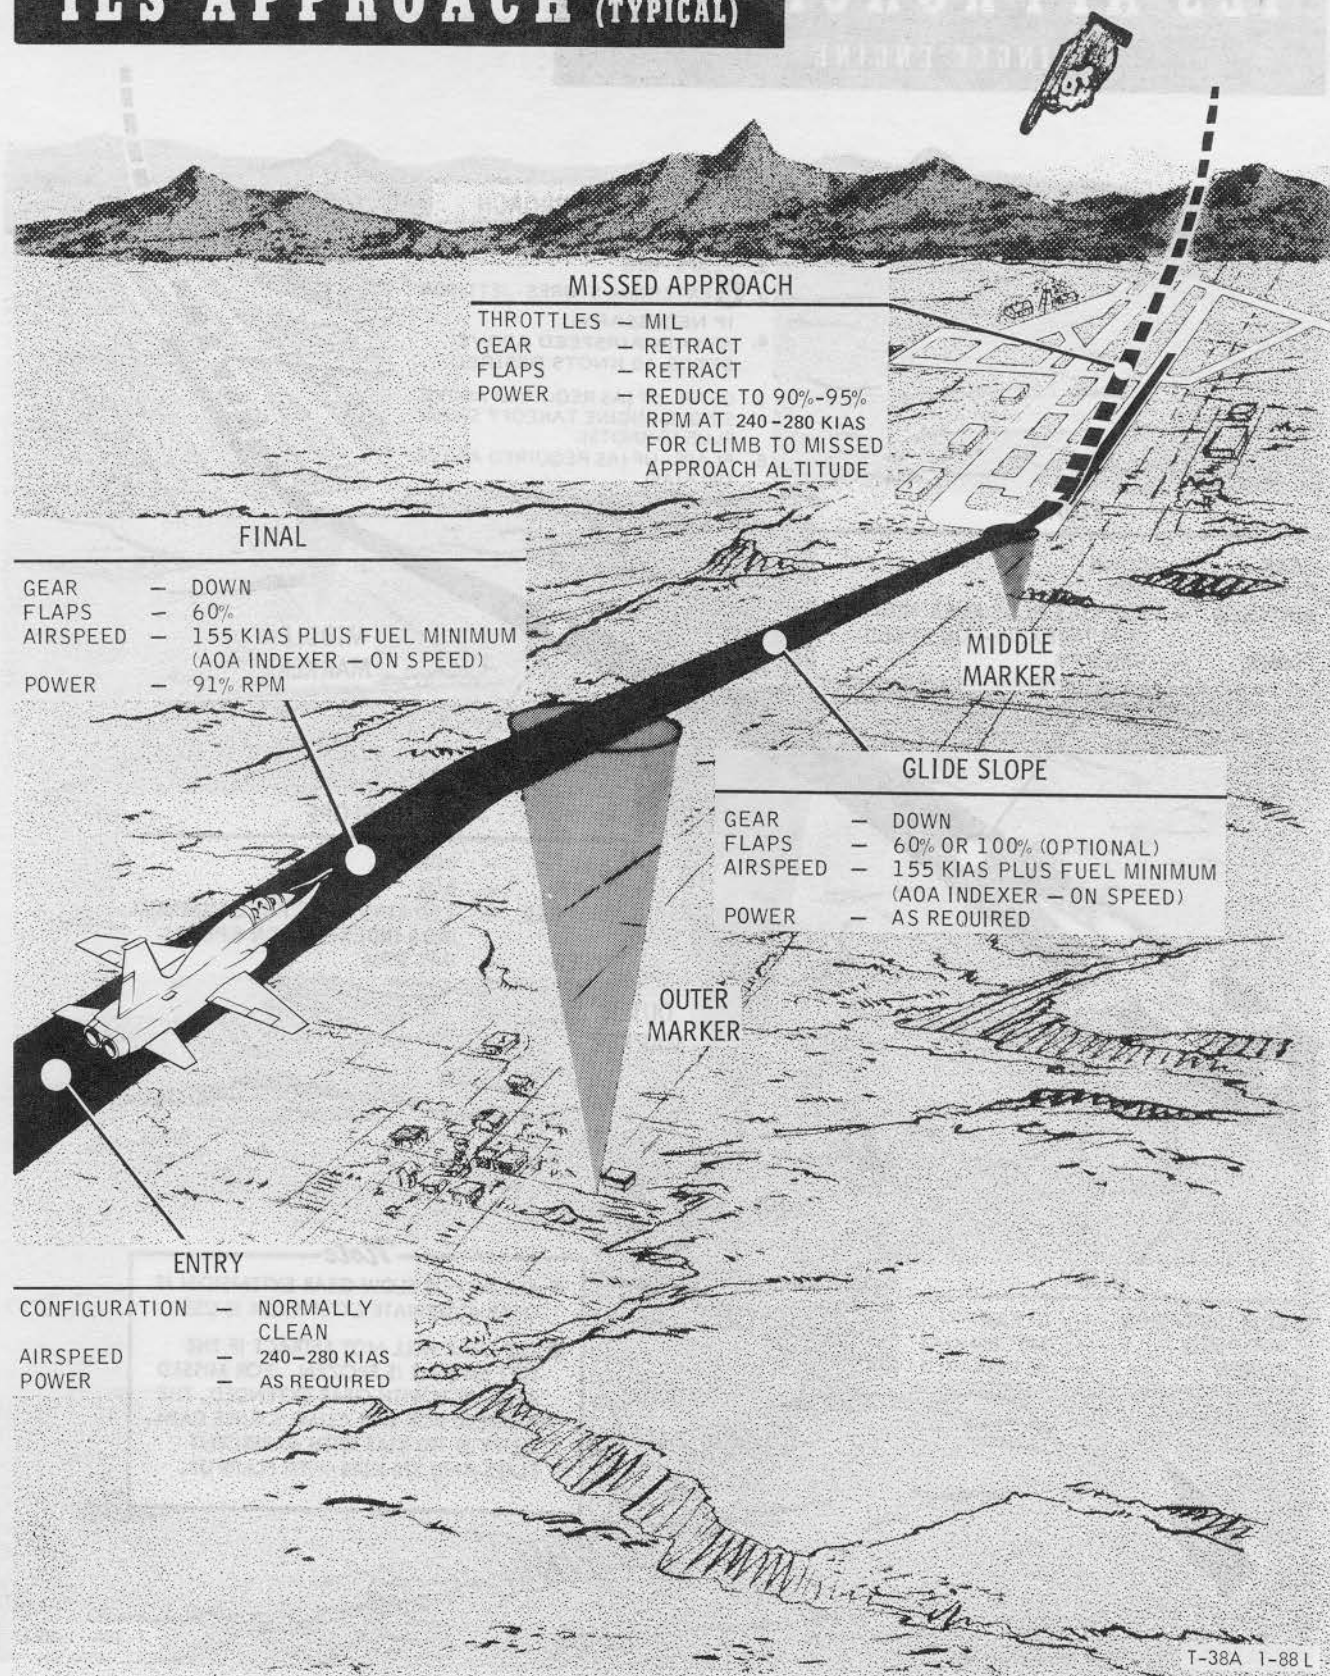 ILS APPROACH (TYPICAL)
MISSED APPROACH
THROTTLES – MIL
GEAR – RETRACT
FLAPS – RETRACT
POWER – REDUCE TO 90%-95%
RPM AT 240-280 KIAS
FOR CLIMB TO MISSED
APPROACH ALTITUDE
FINAL
GEAR – DOWN
FLAPS – 60%
AIRSPEED – 155 KIAS PLUS FUEL MINIMUM
(AOA INDEXER – ON SPEED)
POWER – 91% RPM
MIDDLE
MARKER
GLIDE SLOPE
GEAR – DOWN
FLAPS – 60% OR 100% (OPTIONAL)
AIRSPEED – 155 KIAS PLUS FUEL MINIMUM
(AOA INDEXER – ON SPEED)
POWER – AS REQUIRED
OUTER
MARKER
ENTRY
CONFIGURATION – NORMALLY
CLEAN
AIRSPEED – 240–280 KIAS
POWER – AS REQUIRED
T-38A 1-88 L